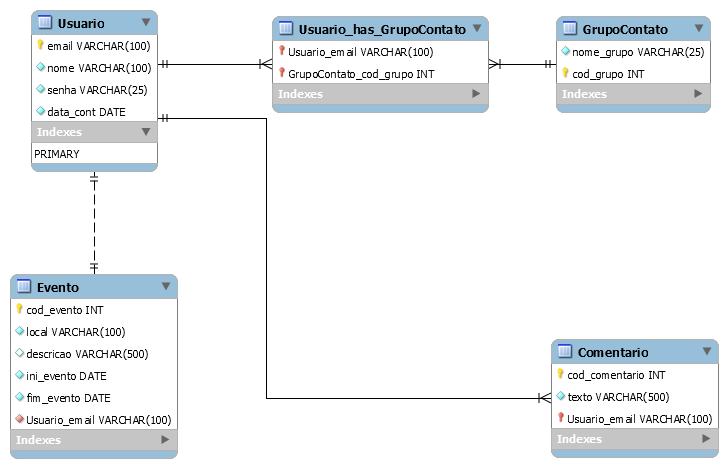 Usuario
email VARCHAR(100)
nome VARCHAR(100)
senha VARCHAR(25)
data_cont DATE
Indexes
PRIMARY
Usuario_has_GrupoContato
Usuario_email VARCHAR(100)
GrupoContato_cod_grupo INT
Indexes
GrupoContato
nome_grupo VARCHAR(25)
cod_grupo INT
Indexes
Evento
cod_evento INT
local VARCHAR(100)
descricao VARCHAR(500)
ini_evento DATE
fim_evento DATE
Usuario_email VARCHAR(100)
Indexes
Comentario
cod_comentario INT
texto VARCHAR(500)
Usuario_email VARCHAR(100)
Indexes